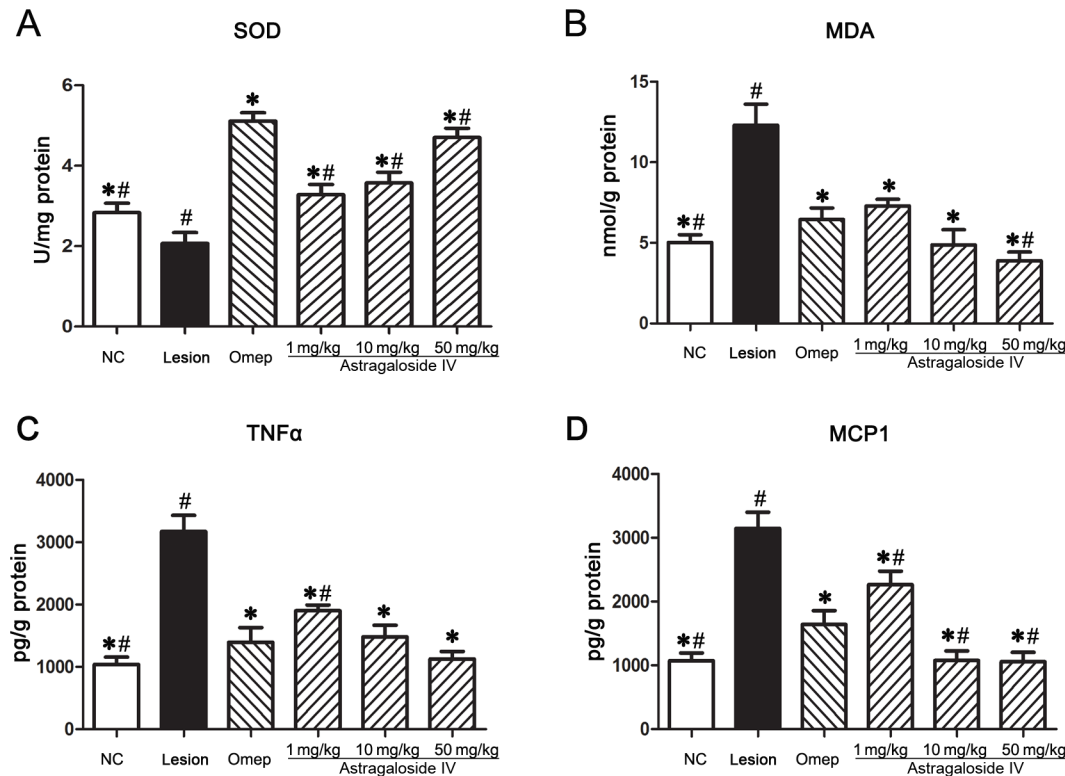 A
SOD
U/mg protein
6
4
2
0
*#
#
*
*#
*#
*#
NC
Lesion
Omep
1 mg/kg
10 mg/kg
50 mg/kg
Astragaloside IV
B
MDA
nmol/g protein
15
10
5
0
*#
#
*
*
*
*#
NC
Lesion
Omep
1 mg/kg
10 mg/kg
50 mg/kg
Astragaloside IV
C
TNFα
pg/g protein
4000
3000
2000
1000
0
*#
#
*
*#
*
*
NC
Lesion
Omep
1 mg/kg
10 mg/kg
50 mg/kg
Astragaloside IV
D
MCP1
pg/g protein
4000
3000
2000
1000
0
*#
#
*
*#
*#
*#
NC
Lesion
Omep
1 mg/kg
10 mg/kg
50 mg/kg
Astragaloside IV